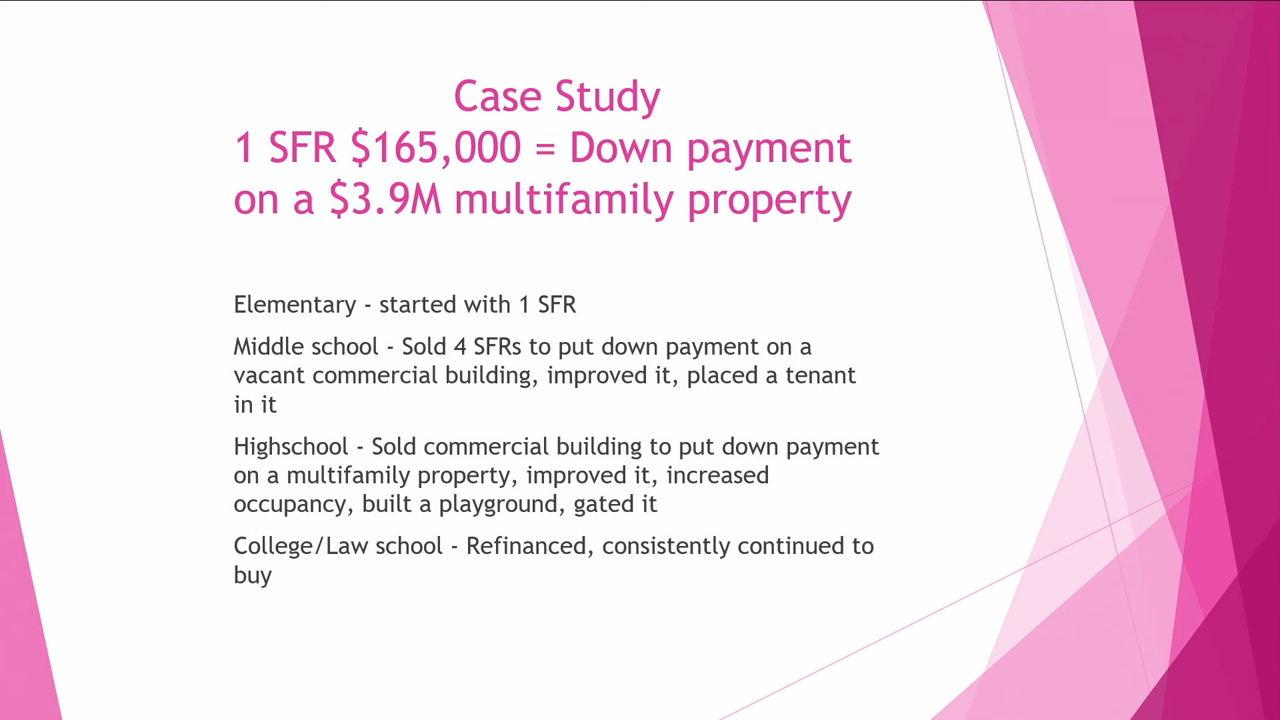 Case Study
1 SFR $165,000 = Down payment
on a $3.9M multifamily property
Elementary - started with 1 SFR
Middle school - Sold 4 SFRs to put down payment on a
vacant commercial building, improved it, placed a tenant
in it
Highschool - Sold commercial building to put down payment
on a multifamily property, improved it, increased
occupancy, built a playground, gated it
College/Law school - Refinanced, consistently continued to
buy